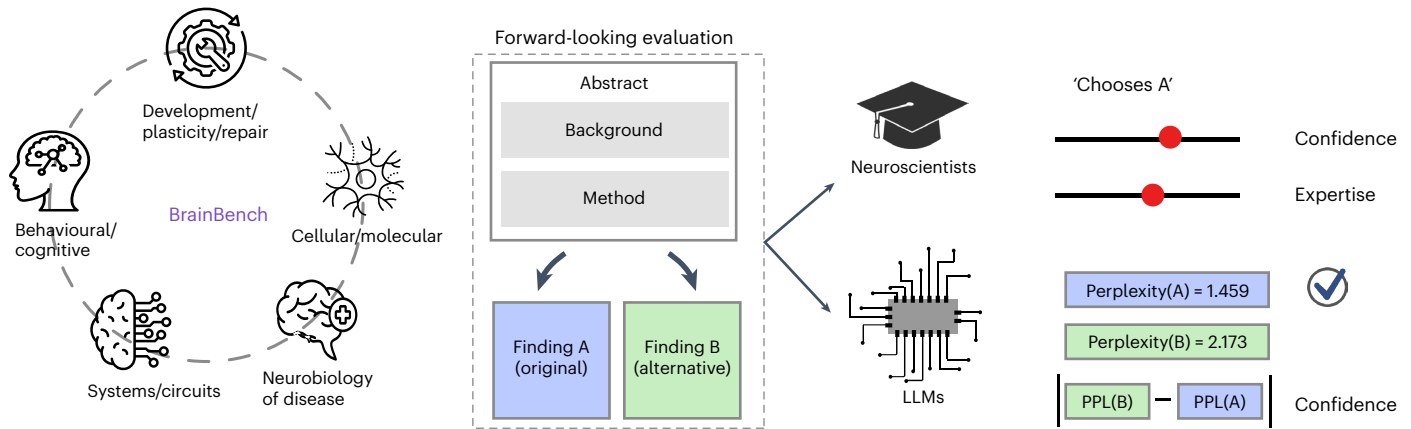 Development/
plasticity/repair
Behavioural/
cognitive
BrainBench
Cellular/molecular
Systems/circuits
Neurobiology
of disease
Forward-looking evaluation
Abstract
Background
Method
Finding A
(original)
Finding B
(alternative)
Neuroscientists
LLMs
‘Chooses A’
Confidence
Expertise
Perplexity(A) = 1.459
Perplexity(B) = 2.173
| PPL(B) – PPL(A) | Confidence